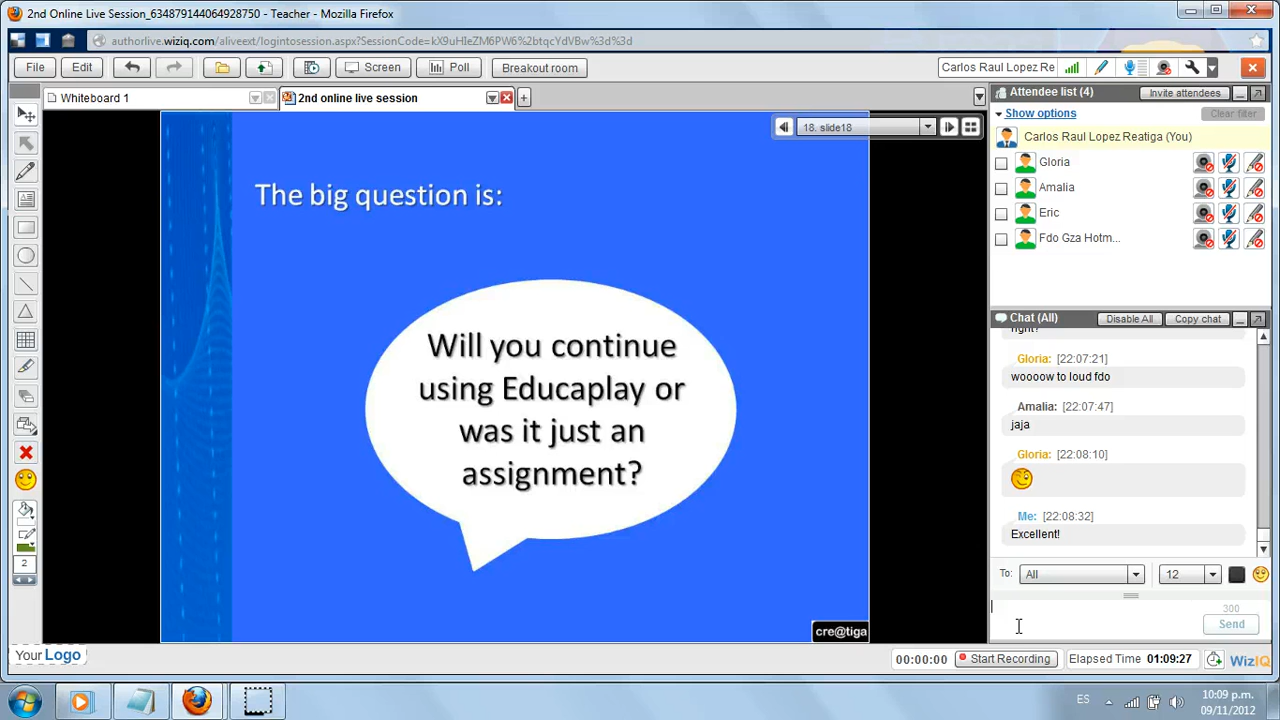 2nd Online Live Session_634879144064928750 - Teacher - Mozilla Firefox
authorlive.wiziq.com/aliveext/logintosession.aspx?SessionCode=kX9uHIeZM6PW6%2btqcYdVBw%3d%3d
File Edit Screen Poll Breakout room Carlos Raul Lopez Re
Whiteboard 1 2nd online live session
Attendee list (4) Invite attendees
Show options Clear filter
18. slide18
Carlos Raul Lopez Reatiga (You)
Gloria
Amalia
Eric
Fdo Gza Hotm...
The big question is:
Will you continue
using Educaplay or
was it just an
assignment?
cre@tiga
Chat (All) Disable All Copy chat
right?
Gloria: [22:07:21]
woooow to loud fdo
Amalia: [22:07:47]
jaja
Gloria: [22:08:10]
Me: [22:08:32]
Excellent!
To: All 12
300
Send
2
Your Logo
00:00:00 Start Recording Elapsed Time 01:09:27 WizIQ
ES 10:09 p.m.
09/11/2012